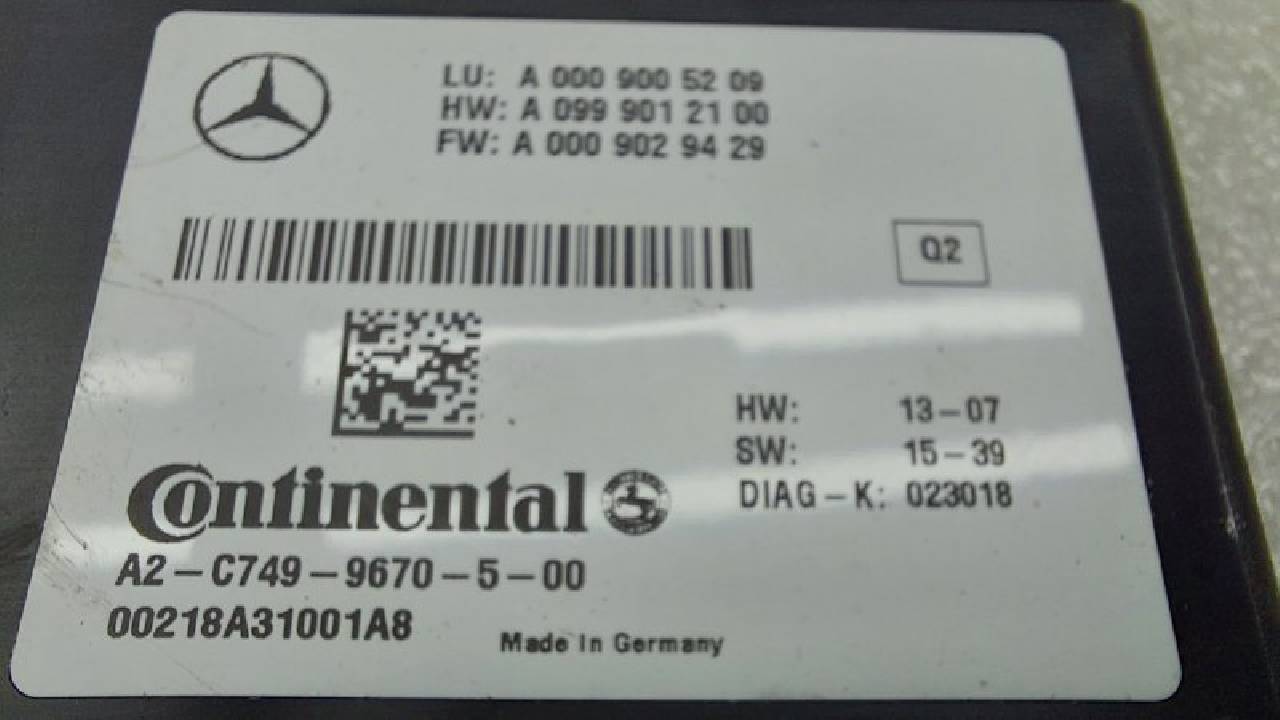 LU: A 000 900 52 09
HW: A 099 901 21 00
FW: A 000 902 94 29
Q2
HW: 13-07
SW: 15-39
DIAG-K: 023018
Continental
A2-C749-9670-5-00
00218A31001A8
Made In Germany